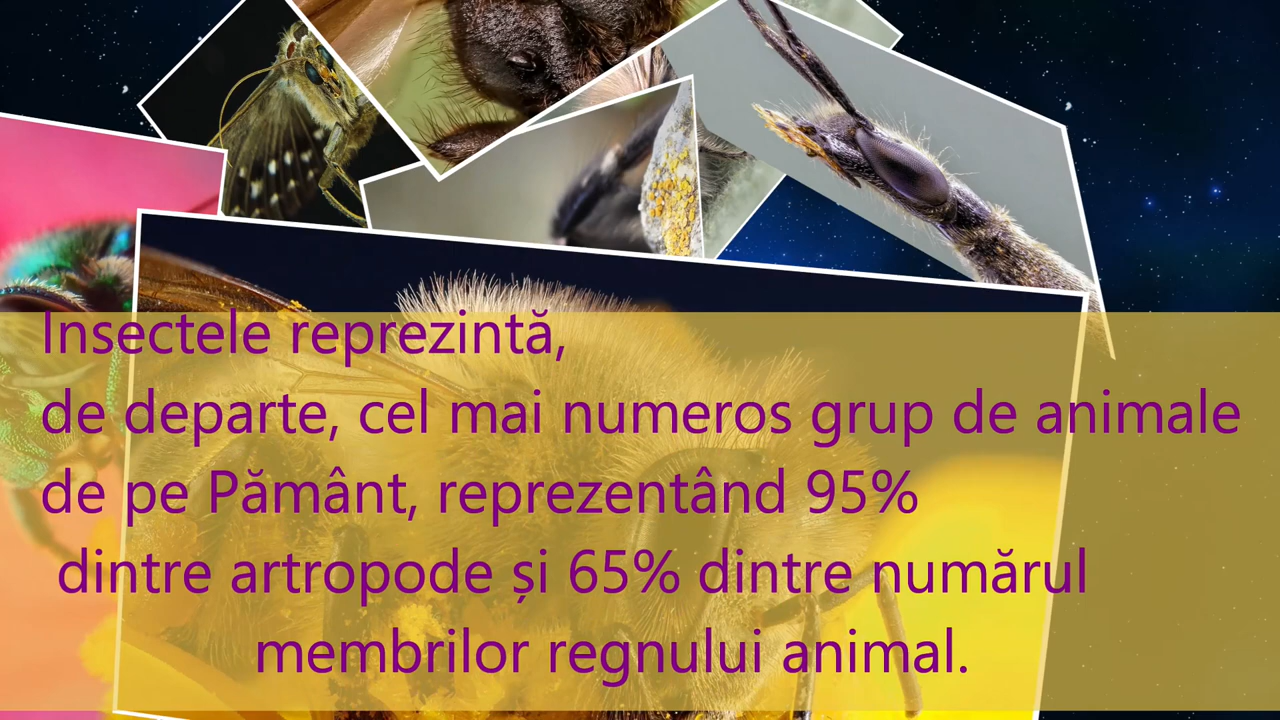 Insectele reprezintă,
de departe, cel mai numeros grup de animale
de pe Pământ, reprezentând 95%
dintre artropode și 65% dintre numărul
membrilor regnului animal.